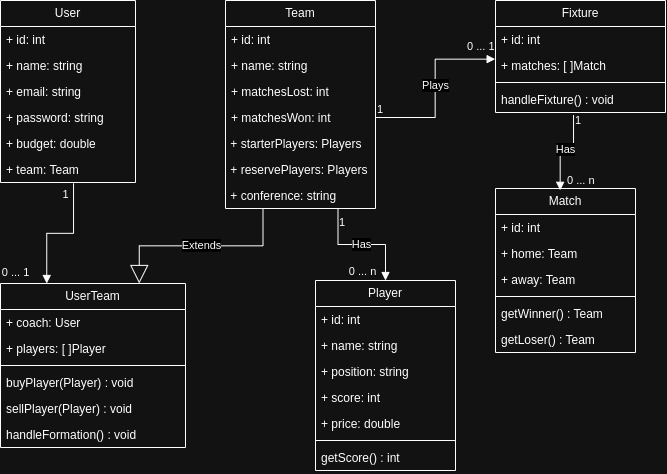 User
+ id: int
+ name: string
+ email: string
+ password: string
+ budget: double
+ team: Team
Team
+ id: int
+ name: string
+ matchesLost: int
+ matchesWon: int
+ starterPlayers: Players
+ reservePlayers: Players
+ conference: string
Fixture
+ id: int
+ matches: [ ]Match
handleFixture() : void
0 ... 1
Plays
1
1
Has
0 ... n
Match
+ id: int
+ home: Team
+ away: Team
getWinner() : Team
getLoser() : Team
1
0 ... 1
Extends
1
Has
0 ... n
UserTeam
+ coach: User
+ players: [ ]Player
buyPlayer(Player) : void
sellPlayer(Player) : void
handleFormation() : void
Player
+ id: int
+ name: string
+ position: string
+ score: int
+ price: double
getScore() : int